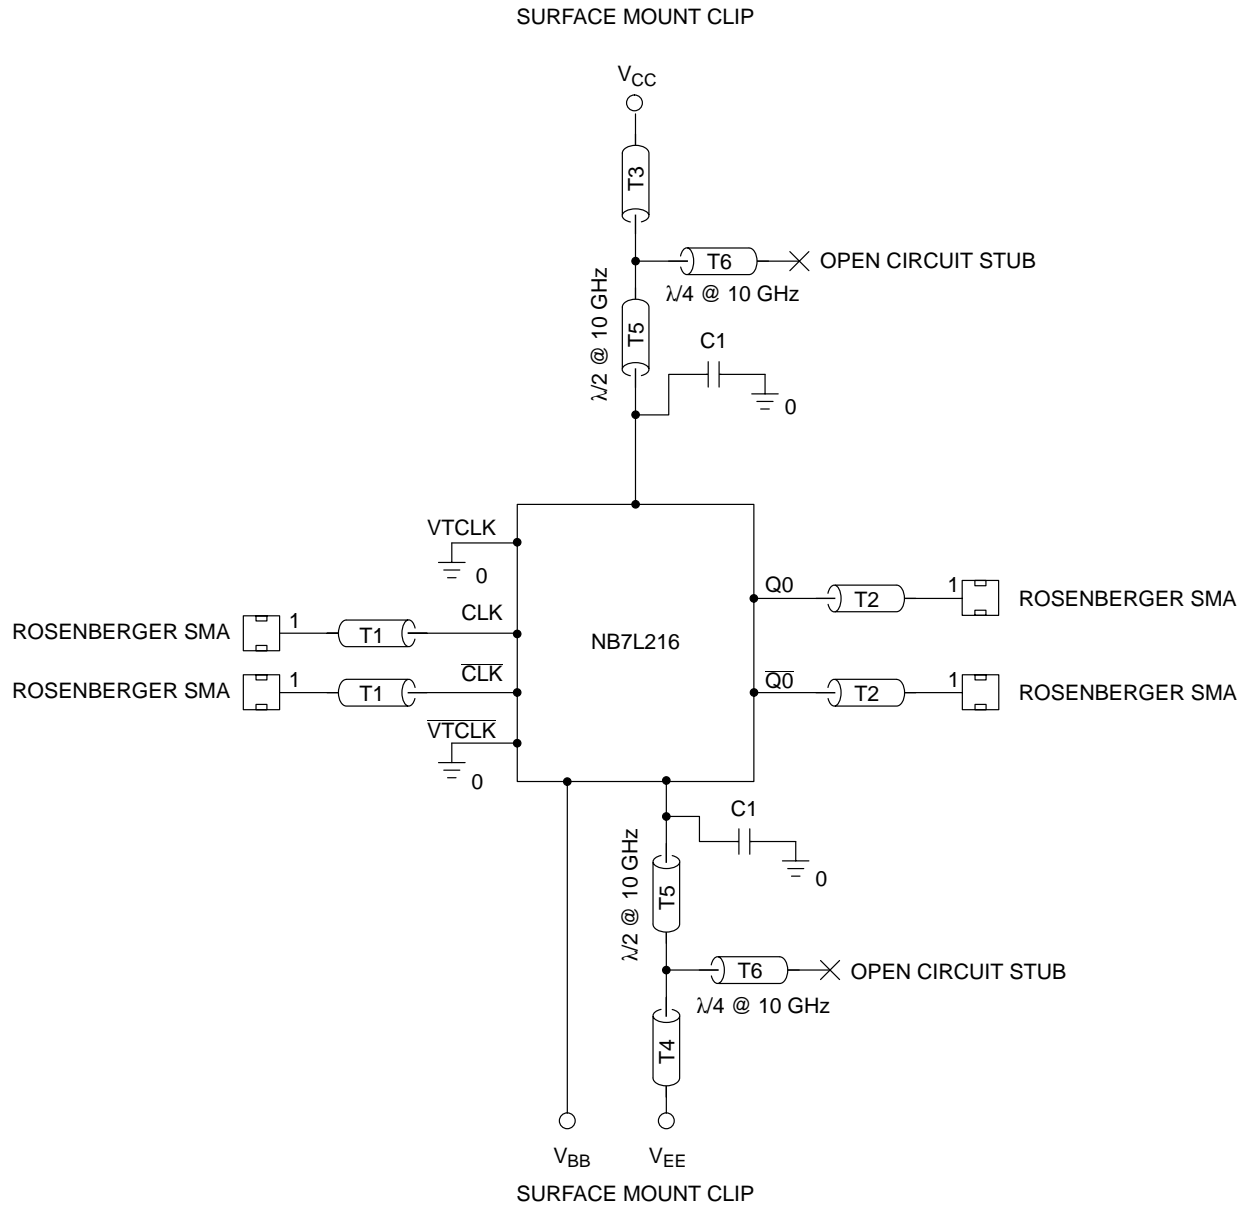 SURFACE MOUNT CLIP
VCC
T3
T6
OPEN CIRCUIT STUB
λ/4 @ 10 GHz
λ/2 @ 10 GHz
T5
C1
0
VTCLK
0
Q0
T2
1
ROSENBERGER SMA
ROSENBERGER SMA
1
T1
CLK
NB7L216
ROSENBERGER SMA
1
T1
C̅L̅K̅
Q̅0̅
T2
1
ROSENBERGER SMA
V̅T̅C̅L̅K̅
0
C1
0
λ/2 @ 10 GHz
T5
T6
OPEN CIRCUIT STUB
λ/4 @ 10 GHz
T4
VBB
VEE
SURFACE MOUNT CLIP